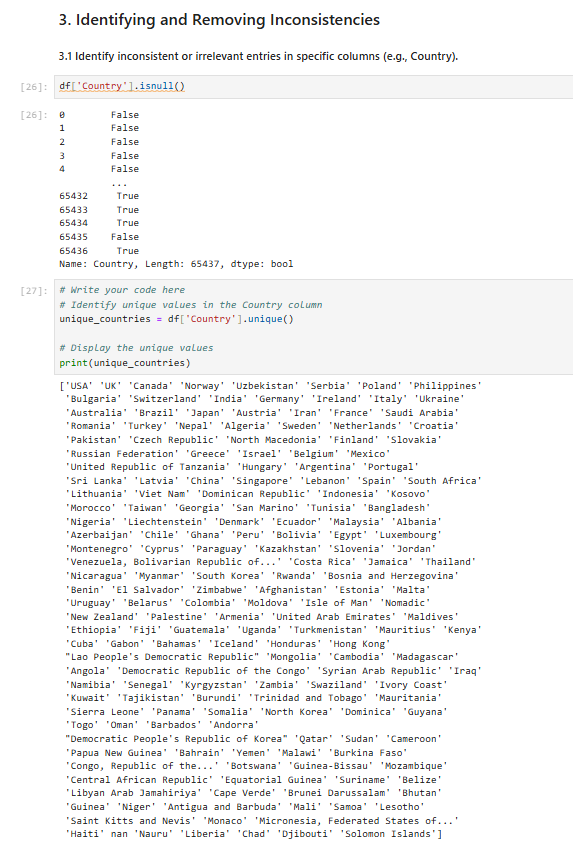 3. Identifying and Removing Inconsistencies
3.1 Identify inconsistent or irrelevant entries in specific columns (e.g., Country).
[26]: df['Country'].isnull()
[26]: 0 False
1 False
2 False
3 False
4 False
...
65432 True
65433 True
65434 True
65435 False
65436 True
Name: Country, Length: 65437, dtype: bool
[27]: # Write your code here
# Identify unique values in the Country column
unique_countries = df['Country'].unique()
# Display the unique values
print(unique_countries)
['USA' 'UK' 'Canada' 'Norway' 'Uzbekistan' 'Serbia' 'Poland' 'Philippines'
'Bulgaria' 'Switzerland' 'India' 'Germany' 'Ireland' 'Italy' 'Ukraine'
'Australia' 'Brazil' 'Japan' 'Austria' 'Iran' 'France' 'Saudi Arabia'
'Romania' 'Turkey' 'Nepal' 'Algeria' 'Sweden' 'Netherlands' 'Croatia'
'Pakistan' 'Czech Republic' 'North Macedonia' 'Finland' 'Slovakia'
'Russian Federation' 'Greece' 'Israel' 'Belgium' 'Mexico'
'United Republic of Tanzania' 'Hungary' 'Argentina' 'Portugal'
'Sri Lanka' 'Latvia' 'China' 'Singapore' 'Lebanon' 'Spain' 'South Africa'
'Lithuania' 'Viet Nam' 'Dominican Republic' 'Indonesia' 'Kosovo'
'Morocco' 'Taiwan' 'Georgia' 'San Marino' 'Tunisia' 'Bangladesh'
'Nigeria' 'Liechtenstein' 'Denmark' 'Ecuador' 'Malaysia' 'Albania'
'Azerbaijan' 'Chile' 'Ghana' 'Peru' 'Bolivia' 'Egypt' 'Luxembourg'
'Montenegro' 'Cyprus' 'Paraguay' 'Kazakhstan' 'Slovenia' 'Jordan'
'Venezuela, Bolivarian Republic of...' 'Costa Rica' 'Jamaica' 'Thailand'
'Nicaragua' 'Myanmar' 'South Korea' 'Rwanda' 'Bosnia and Herzegovina'
'Benin' 'El Salvador' 'Zimbabwe' 'Afghanistan' 'Estonia' 'Malta'
'Uruguay' 'Belarus' 'Colombia' 'Moldova' 'Isle of Man' 'Nomadic'
'New Zealand' 'Palestine' 'Armenia' 'United Arab Emirates' 'Maldives'
'Ethiopia' 'Fiji' 'Guatemala' 'Uganda' 'Turkmenistan' 'Mauritius' 'Kenya'
'Cuba' 'Gabon' 'Bahamas' 'Iceland' 'Honduras' 'Hong Kong'
"Lao People's Democratic Republic" 'Mongolia' 'Cambodia' 'Madagascar'
'Angola' 'Democratic Republic of the Congo' 'Syrian Arab Republic' 'Iraq'
'Namibia' 'Senegal' 'Kyrgyzstan' 'Zambia' 'Swaziland' 'Ivory Coast'
'Kuwait' 'Tajikistan' 'Burundi' 'Trinidad and Tobago' 'Mauritania'
'Sierra Leone' 'Panama' 'Somalia' 'North Korea' 'Dominica' 'Guyana'
'Togo' 'Oman' 'Barbados' 'Andorra'
"Democratic People's Republic of Korea" 'Qatar' 'Sudan' 'Cameroon'
'Papua New Guinea' 'Bahrain' 'Yemen' 'Malawi' 'Burkina Faso'
'Congo, Republic of the...' 'Botswana' 'Guinea-Bissau' 'Mozambique'
'Central African Republic' 'Equatorial Guinea' 'Suriname' 'Belize'
'Libyan Arab Jamahiriya' 'Cape Verde' 'Brunei Darussalam' 'Bhutan'
'Guinea' 'Niger' 'Antigua and Barbuda' 'Mali' 'Samoa' 'Lesotho'
'Saint Kitts and Nevis' 'Monaco' 'Micronesia, Federated States of...'
'Haiti' nan 'Nauru' 'Liberia' 'Chad' 'Djibouti' 'Solomon Islands']